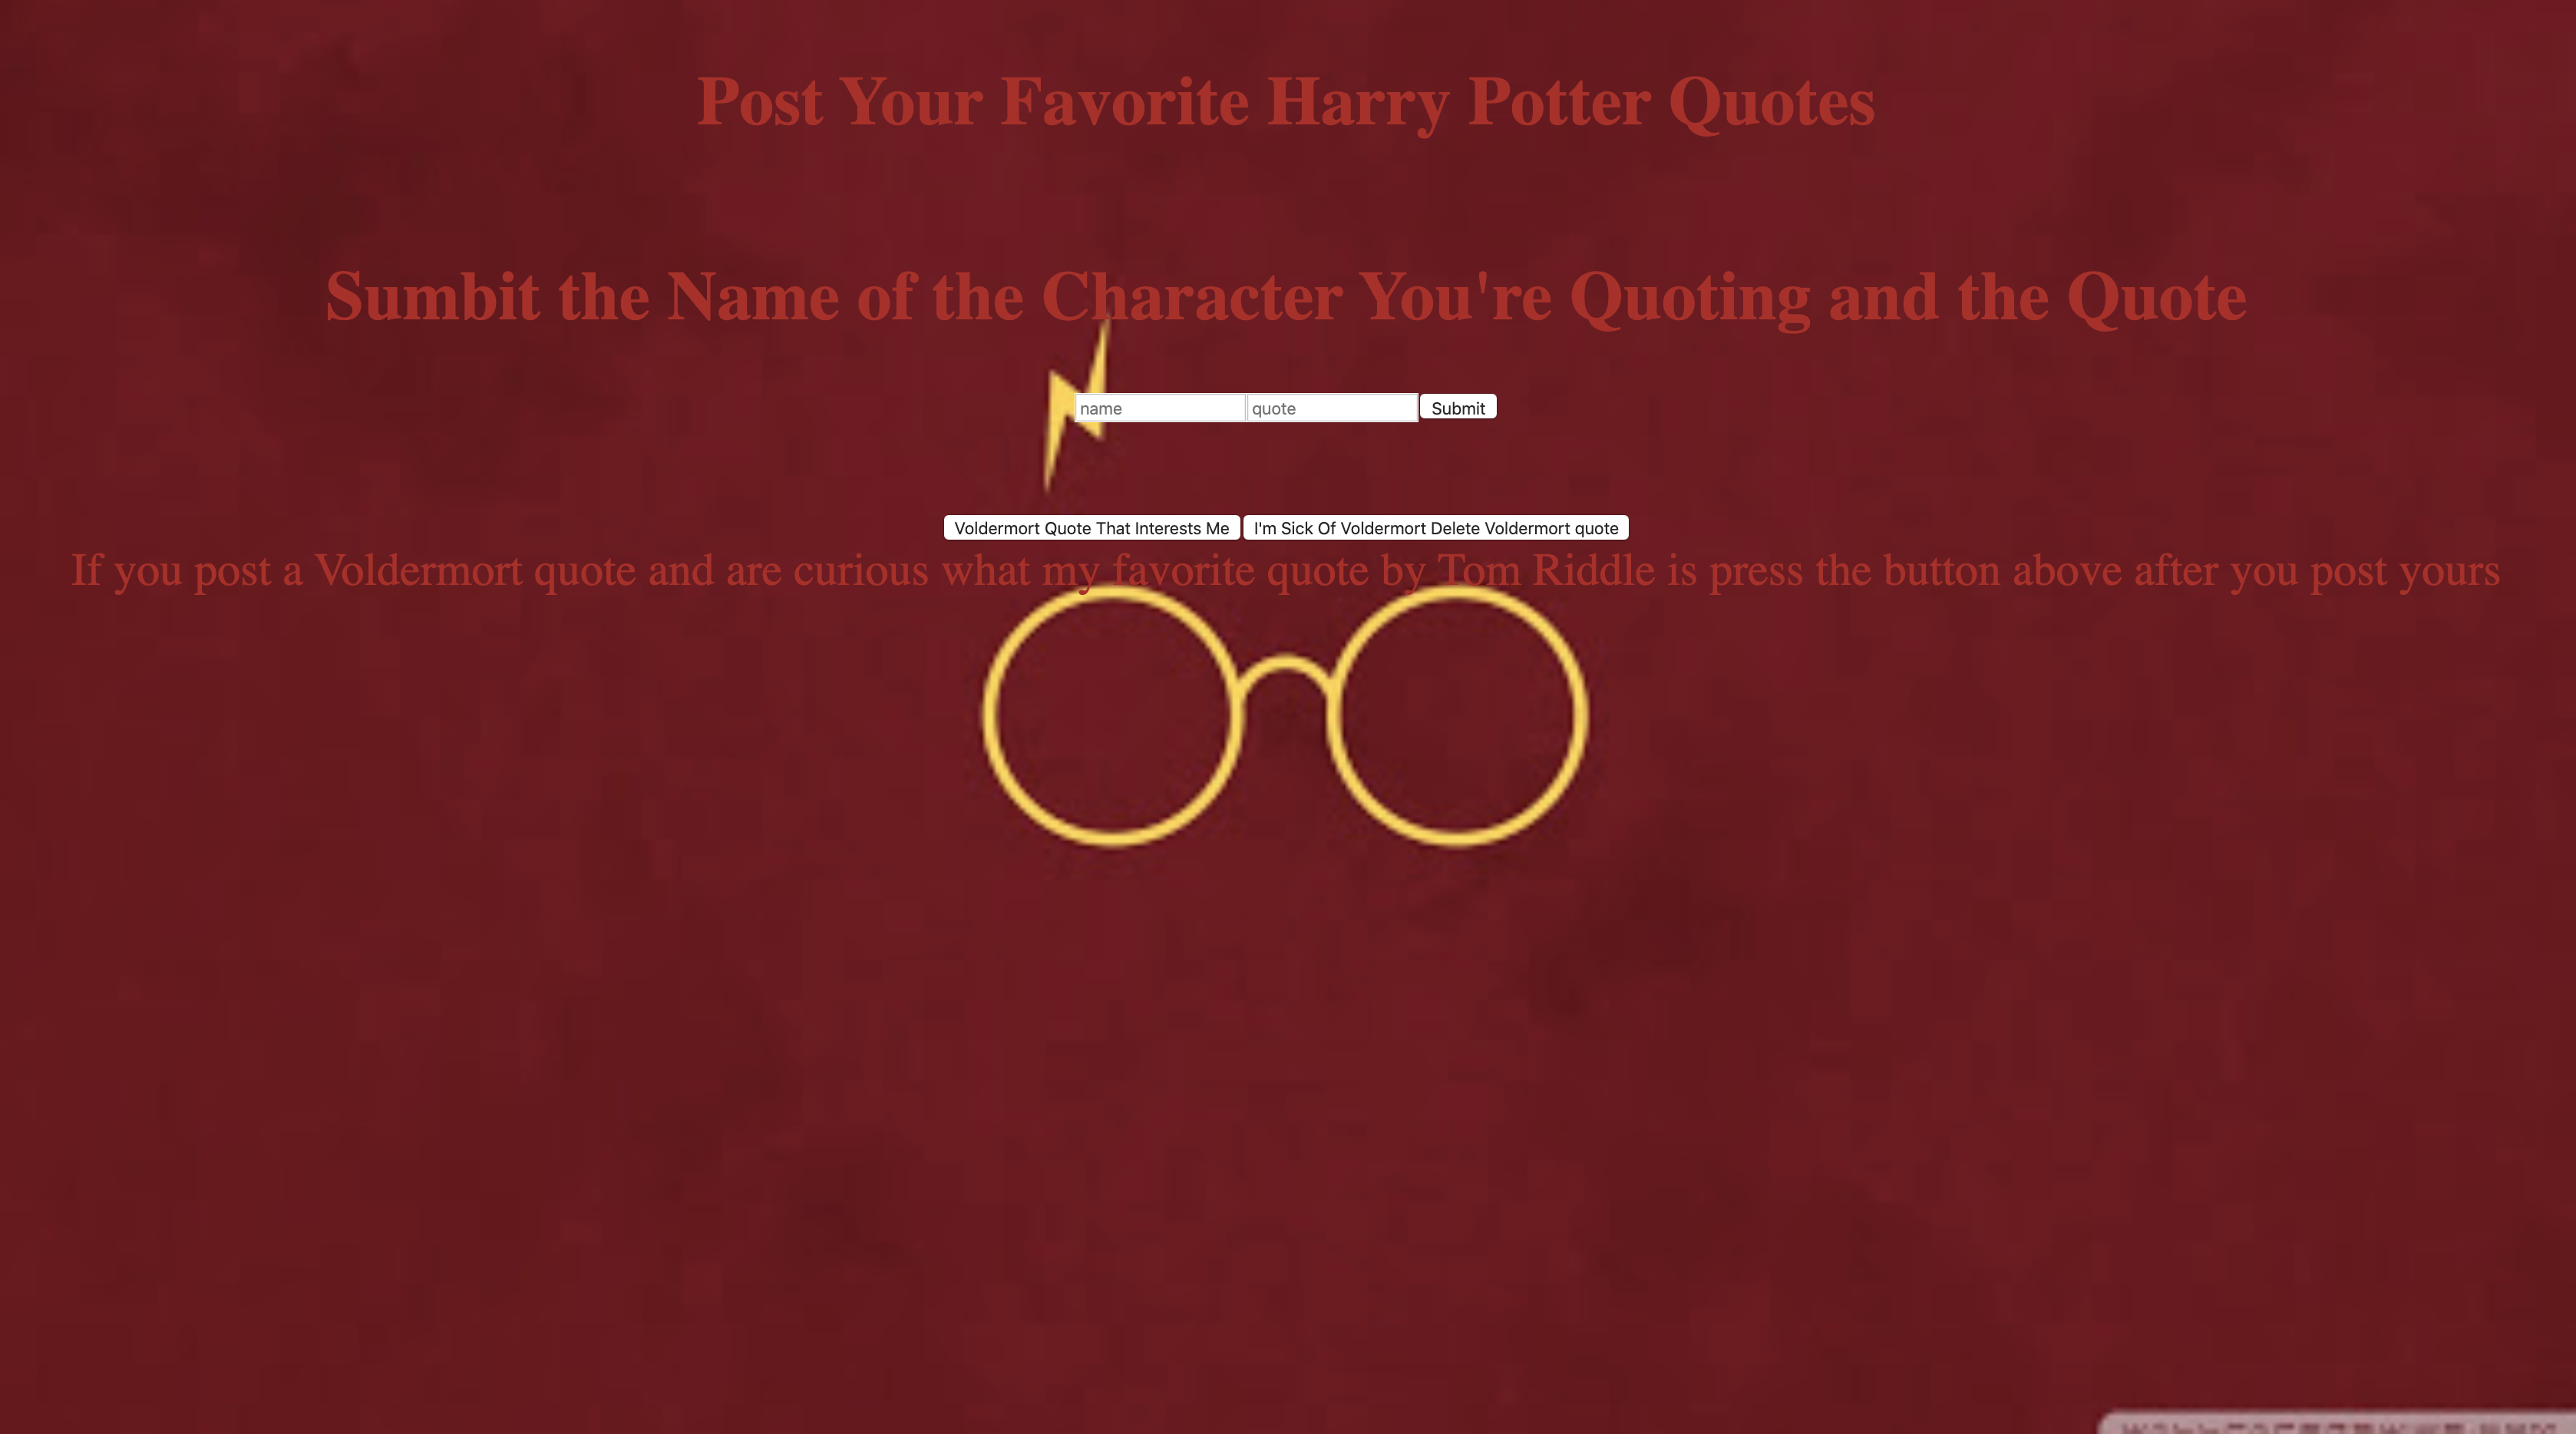 Post Your Favorite Harry Potter Quotes
Sumbit the Name of the Character You're Quoting and the Quote
name quote Submit
Voldermort Quote That Interests Me I'm Sick Of Voldermort Delete Voldermort quote
If you post a Voldermort quote and are curious what my favorite quote by Tom Riddle is press the button above after you post yours